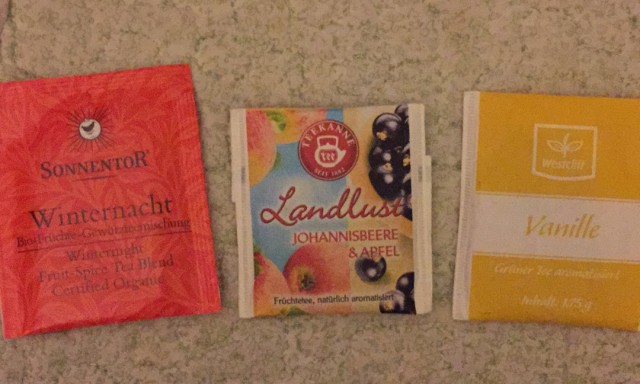 SONNENTOR
Winternacht
Bio-Früchte-Gewürzteemischung
Winternight
Fruit-Spice Tea Blend
Certified Organic
TEEKANNE
SEIT 1882
Landlust
JOHANNISBEERE
& APFEL
Früchtetee, natürlich aromatisiert
Westcliff
Vanille
Grüner Tee aromatisiert
Inhalt: 1,75 g